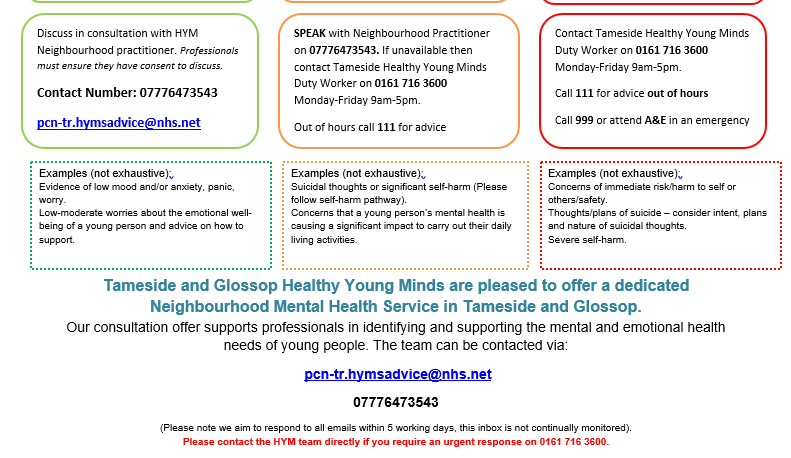 Discuss in consultation with HYM
Neighbourhood practitioner. Professionals
must ensure they have consent to discuss.
Contact Number: 07776473543
pcn-tr.hymsadvice@nhs.net
SPEAK with Neighbourhood Practitioner
on 07776473543. If unavailable then
contact Tameside Healthy Young Minds
Duty Worker on 0161 716 3600
Monday-Friday 9am-5pm.
Out of hours call 111 for advice
Contact Tameside Healthy Young Minds
Duty Worker on 0161 716 3600
Monday-Friday 9am-5pm.
Call 111 for advice out of hours
Call 999 or attend A&E in an emergency
Examples (not exhaustive):
Evidence of low mood and/or anxiety, panic,
worry.
Low-moderate worries about the emotional well-
being of a young person and advice on how to
support.
Examples (not exhaustive):
Suicidal thoughts or significant self-harm (Please
follow self-harm pathway).
Concerns that a young person's mental health is
causing a significant impact to carry out their daily
living activities.
Examples (not exhaustive):
Concerns of immediate risk/harm to self or
others/safety.
Thoughts/plans of suicide – consider intent, plans
and nature of suicidal thoughts.
Severe self-harm.
Tameside and Glossop Healthy Young Minds are pleased to offer a dedicated
Neighbourhood Mental Health Service in Tameside and Glossop.
Our consultation offer supports professionals in identifying and supporting the mental and emotional health
needs of young people. The team can be contacted via:
pcn-tr.hymsadvice@nhs.net
07776473543
(Please note we aim to respond to all emails within 5 working days, this inbox is not continually monitored).
Please contact the HYM team directly if you require an urgent response on 0161 716 3600.